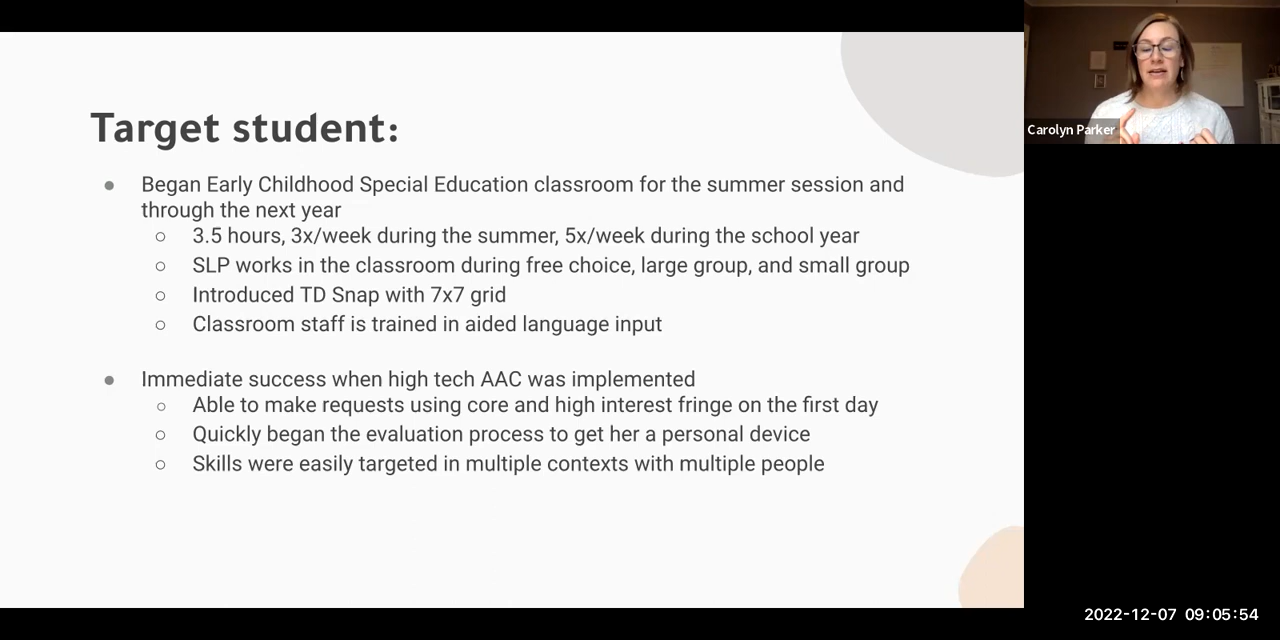 Target student:
● Began Early Childhood Special Education classroom for the summer session and
through the next year
○ 3.5 hours, 3x/week during the summer, 5x/week during the school year
○ SLP works in the classroom during free choice, large group, and small group
○ Introduced TD Snap with 7x7 grid
○ Classroom staff is trained in aided language input
● Immediate success when high tech AAC was implemented
○ Able to make requests using core and high interest fringe on the first day
○ Quickly began the evaluation process to get her a personal device
○ Skills were easily targeted in multiple contexts with multiple people
Carolyn Parker
2022-12-07 09:05:54